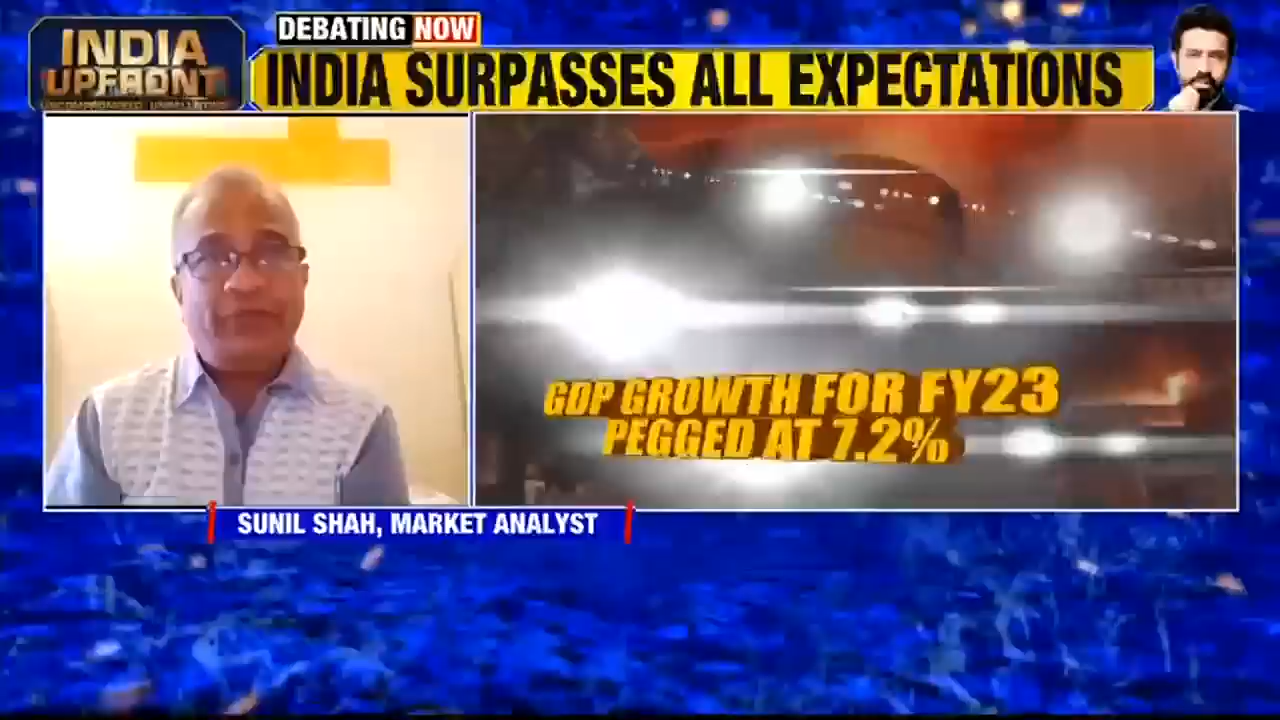 DEBATING NOW
INDIA
UPFRONT
INDIA SURPASSES ALL EXPECTATIONS
GDP GROWTH FOR FY23
PEGGED AT 7.2%
SUNIL SHAH, MARKET ANALYST